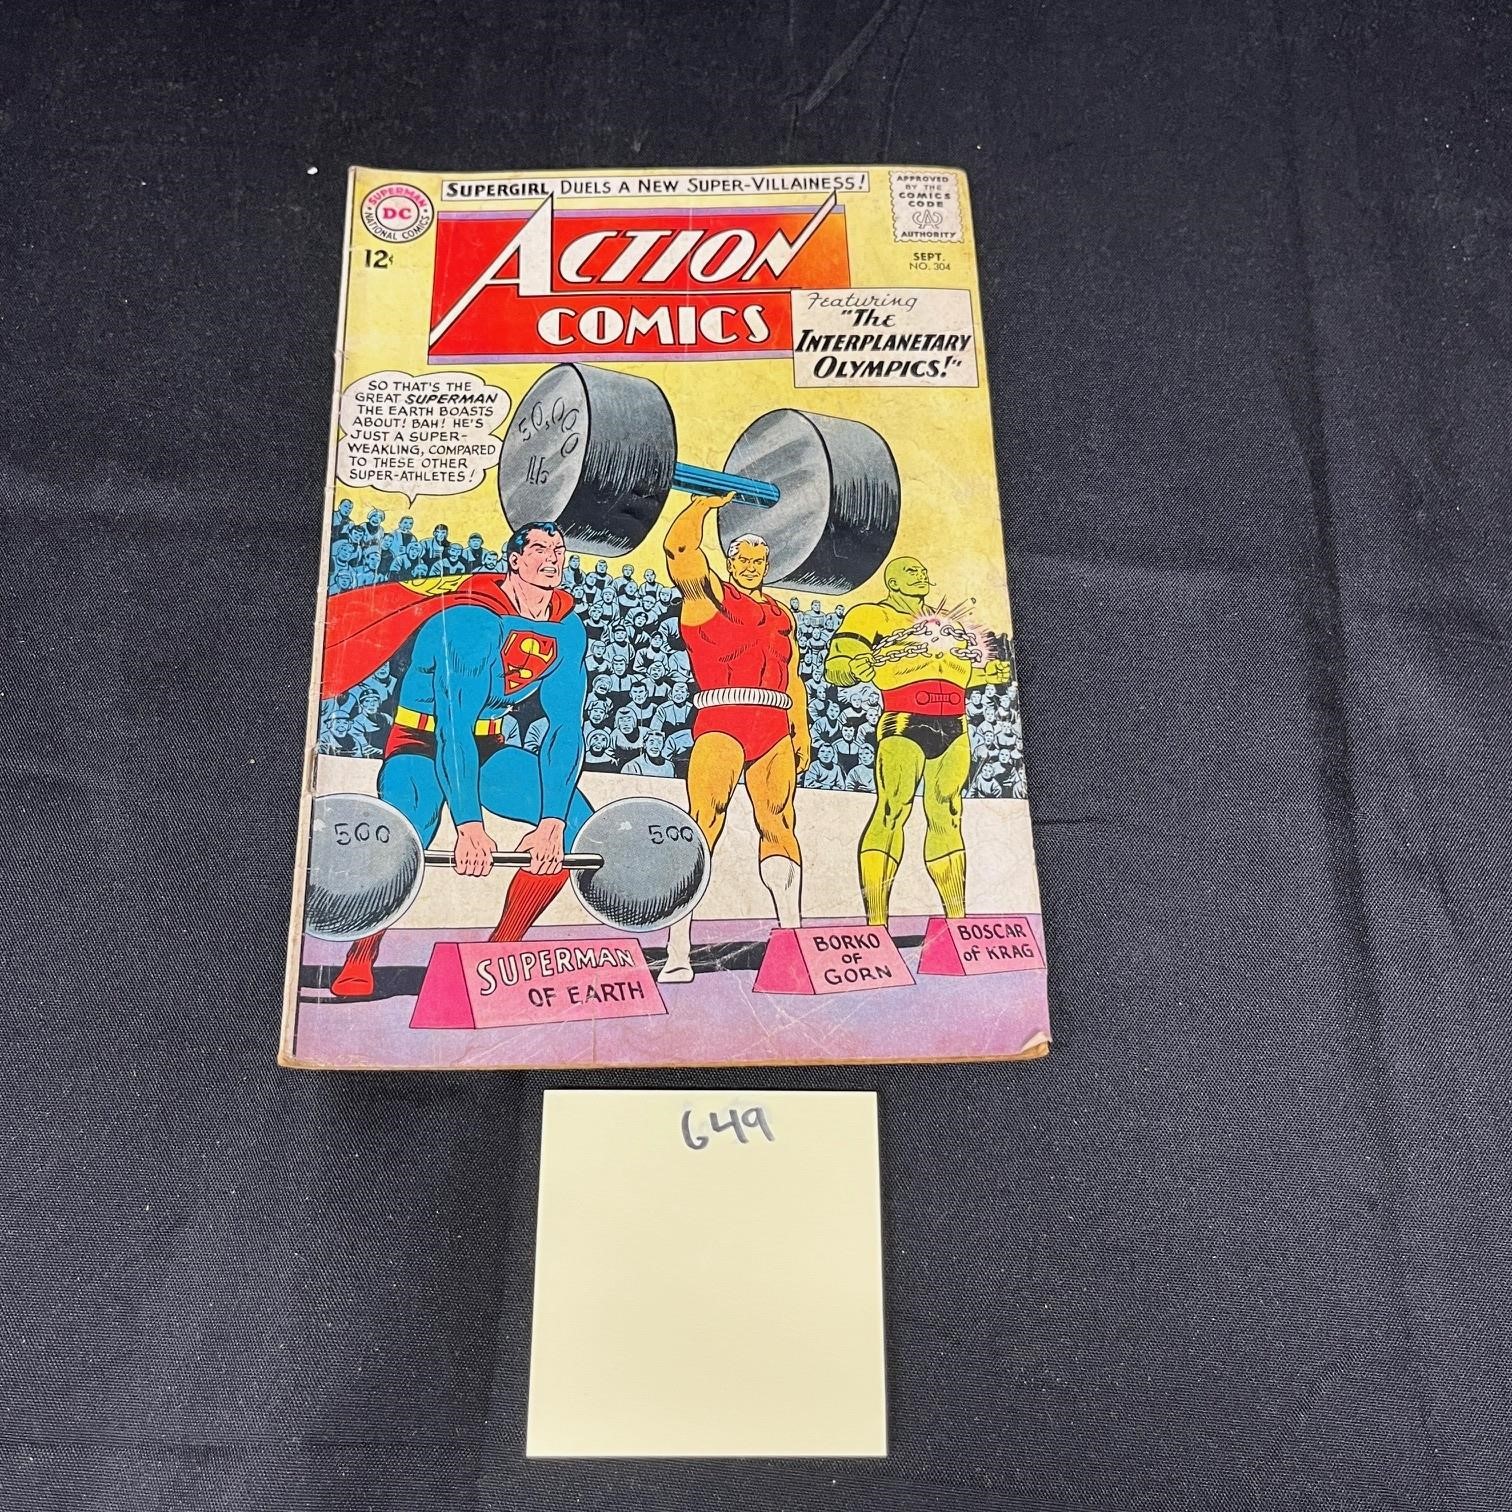 SUPERGIRL DUELS A NEW SUPER-VILLAINESS!
SUPERMAN
DC
NATIONAL COMICS
12¢
ACTION
COMICS
APPROVED
BY THE
COMICS
CODE
CA
AUTHORITY
SEPT.
NO. 304
Featuring
"The
INTERPLANETARY
OLYMPICS!"
SO THAT'S THE
GREAT SUPERMAN
THE EARTH BOASTS
ABOUT! BAH! HE'S
JUST A SUPER-
WEAKLING, COMPARED
TO THESE OTHER
SUPER-ATHLETES!
50,00
0
lb
S
500
500
SUPERMAN
OF EARTH
BORKO
OF
GORN
BOSCAR
of KRAG
649